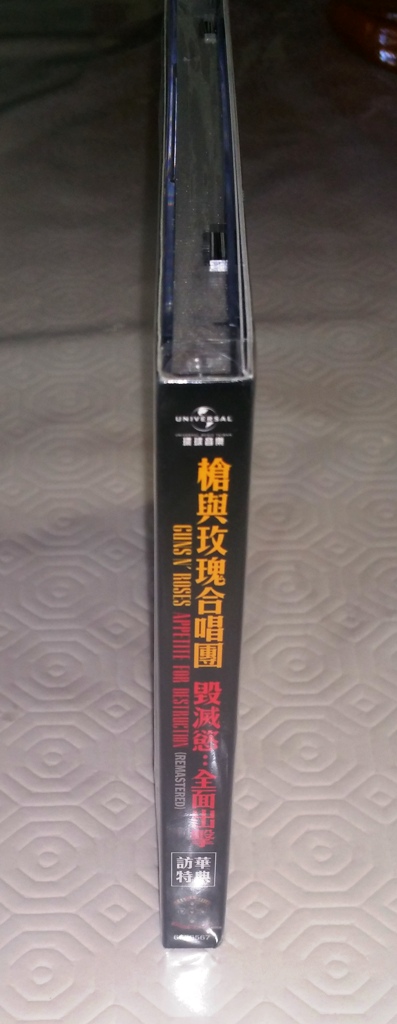 UNIVERSAL
環球音樂
槍與玫瑰合唱團 毀滅慾：全面出擊
GUNS N' ROSES APPETITE FOR DESTRUCTION (REMASTERED)
訪華
特典